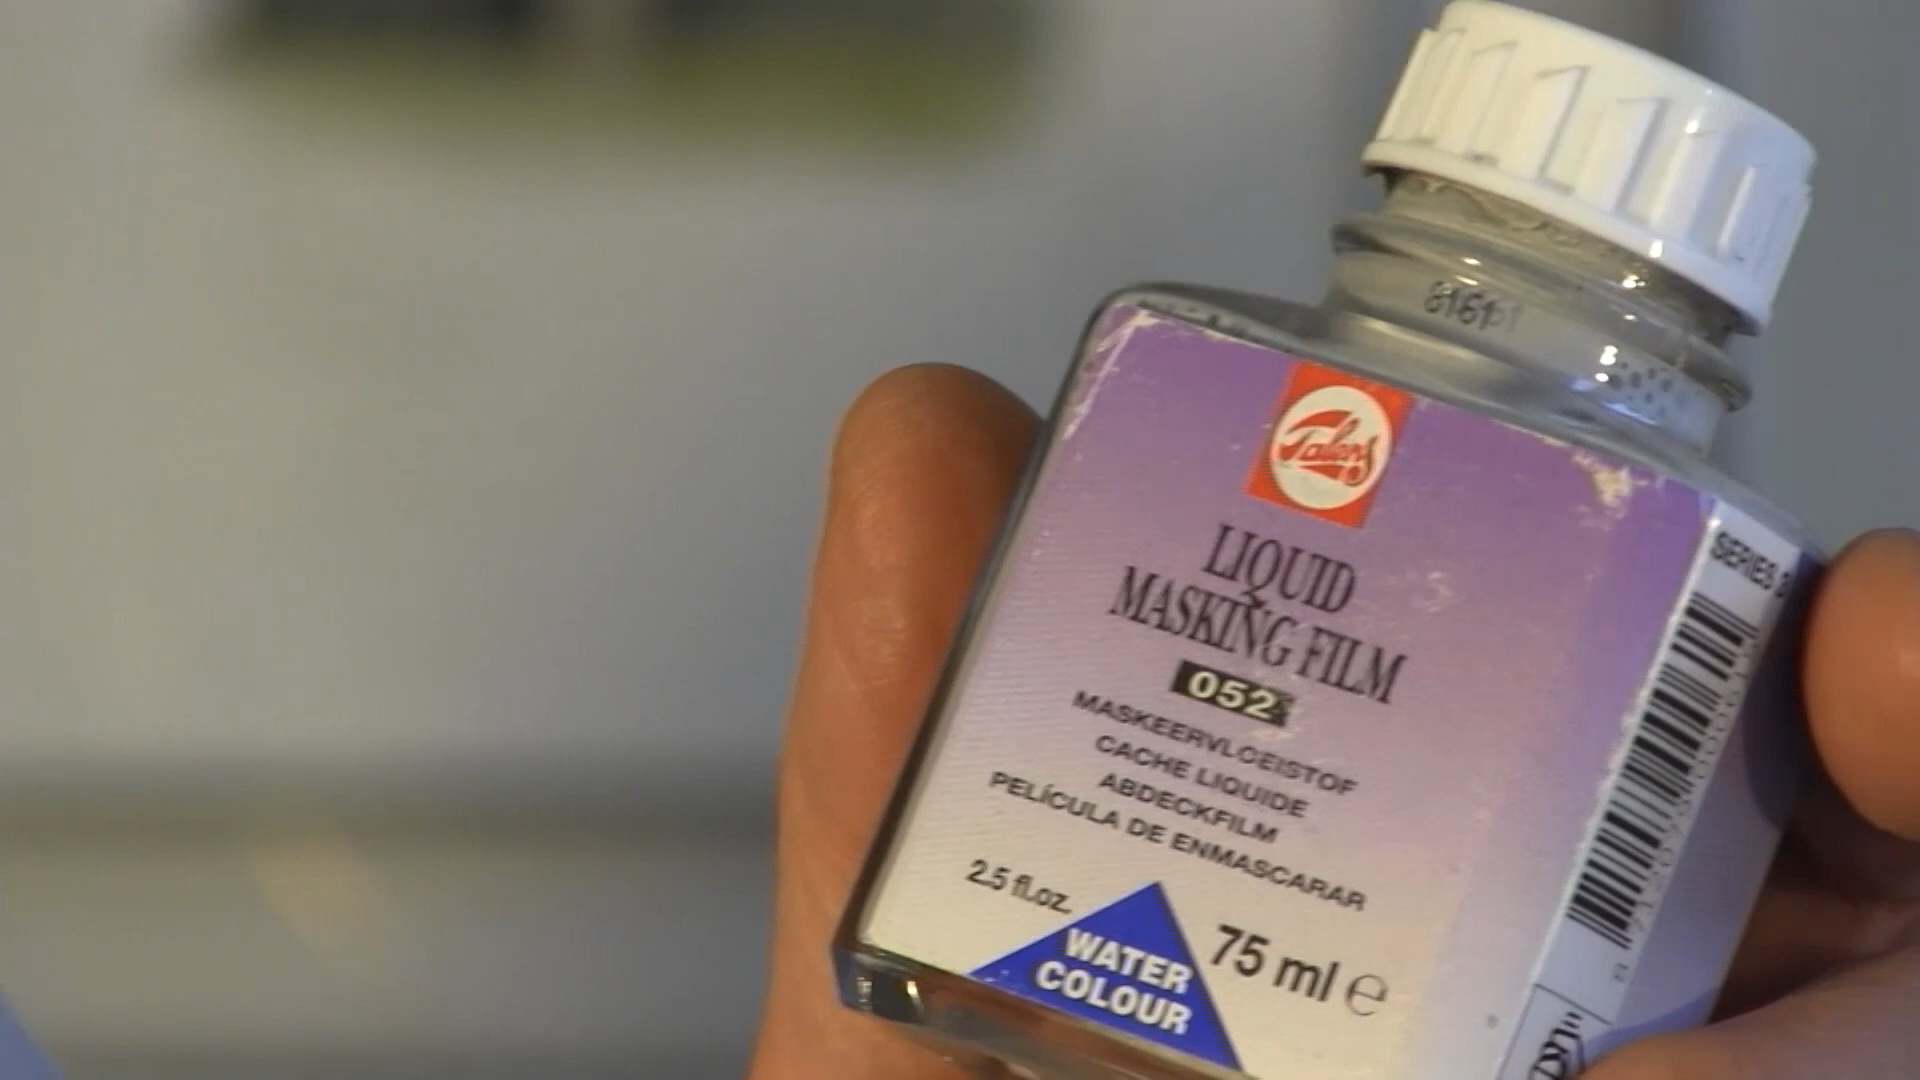 Talens
LIQUID
MASKING FILM
052
MASKEERVLOEISTOF
CACHE LIQUIDE
ABDECKFILM
PELÍCULA DE ENMASCARAR
2.5 fl.oz.
75 ml ℮
WATER
COLOUR
SERIES